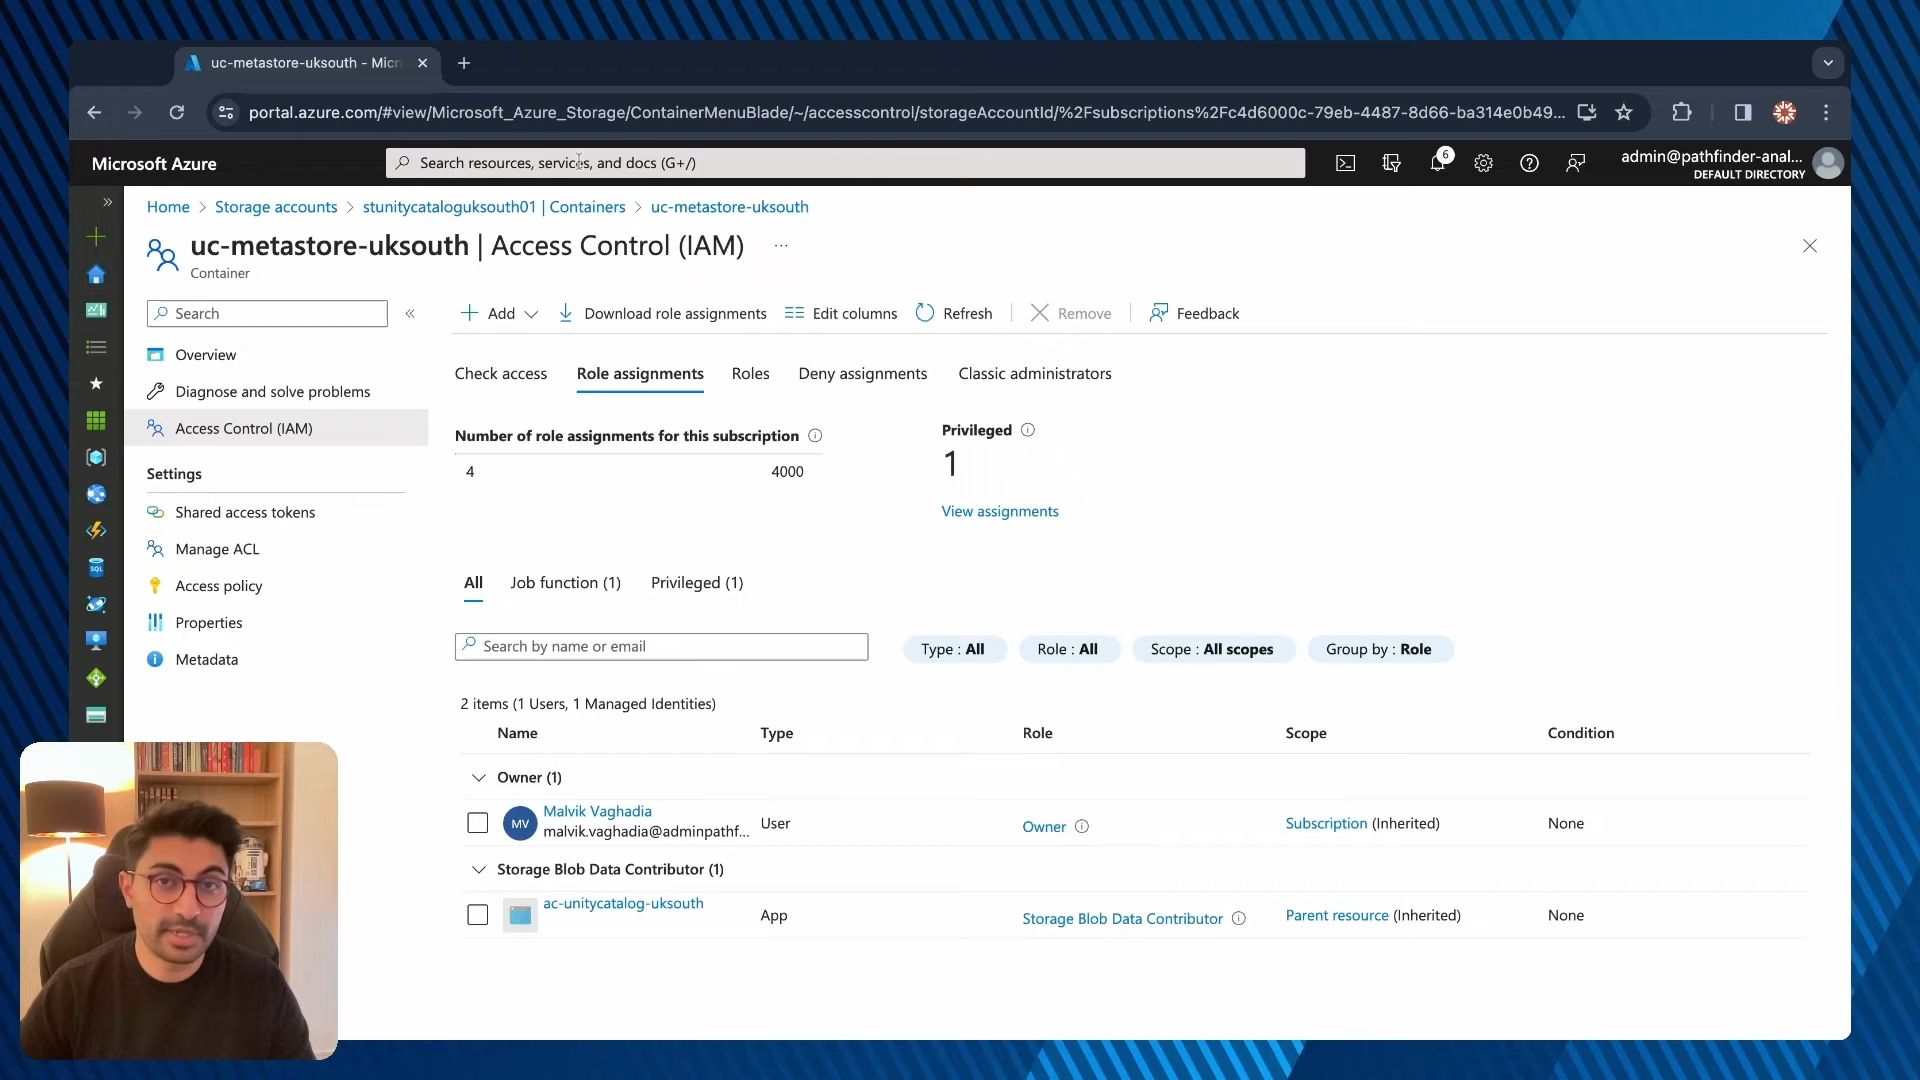 uc-metastore-uksouth - Micr
portal.azure.com/#view/Microsoft_Azure_Storage/ContainerMenuBlade/~/accesscontrol/storageAccountId/%2Fsubscriptions%2Fc4d6000c-79eb-4487-8d66-ba314e0b49...
Microsoft Azure
Search resources, services, and docs (G+/)
6
admin@pathfinder-anal...
DEFAULT DIRECTORY
Home > Storage accounts > stunitycataloguksouth01 | Containers > uc-metastore-uksouth
uc-metastore-uksouth | Access Control (IAM) ...
Container
Search
Add
Download role assignments
Edit columns
Refresh
Remove
Feedback
Overview
Diagnose and solve problems
Access Control (IAM)
Settings
Shared access tokens
Manage ACL
Access policy
Properties
Metadata
Check access
Role assignments
Roles
Deny assignments
Classic administrators
Number of role assignments for this subscription
4 4000
Privileged
1
View assignments
All
Job function (1)
Privileged (1)
Search by name or email
Type : All
Role : All
Scope : All scopes
Group by : Role
2 items (1 Users, 1 Managed Identities)
Name Type Role Scope Condition
Owner (1)
MV
Malvik Vaghadia
malvik.vaghadia@adminpathf...
User Owner Subscription (Inherited) None
Storage Blob Data Contributor (1)
ac-unitycatalog-uksouth
App Storage Blob Data Contributor Parent resource (Inherited) None
SQL